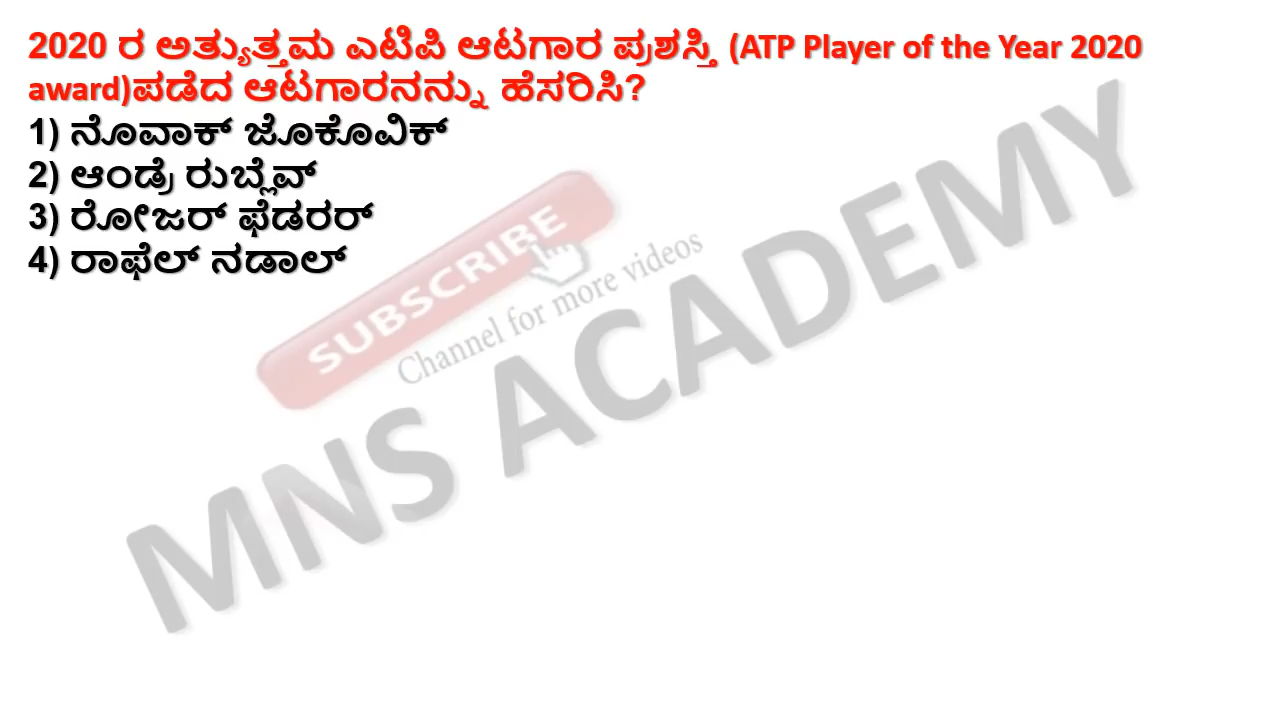 2020 ರ ಅತ್ಯುತ್ತಮ ಎಟಿಪಿ ಆಟಗಾರ ಪ್ರಶಸ್ತಿ (ATP Player of the Year 2020
award)ಪಡೆದ ಆಟಗಾರನನ್ನು ಹೆಸರಿಸಿ?
1) ನೊವಾಕ್ ಜೊಕೊವಿಕ್
2) ಆಂಡ್ರೆ ರುಬ್ಲೆವ್
3) ರೋಜರ್ ಫೆಡರರ್
4) ರಾಫೆಲ್ ನಡಾಲ್
SUBSCRIBE
Channel for more videos
MNS ACADEMY